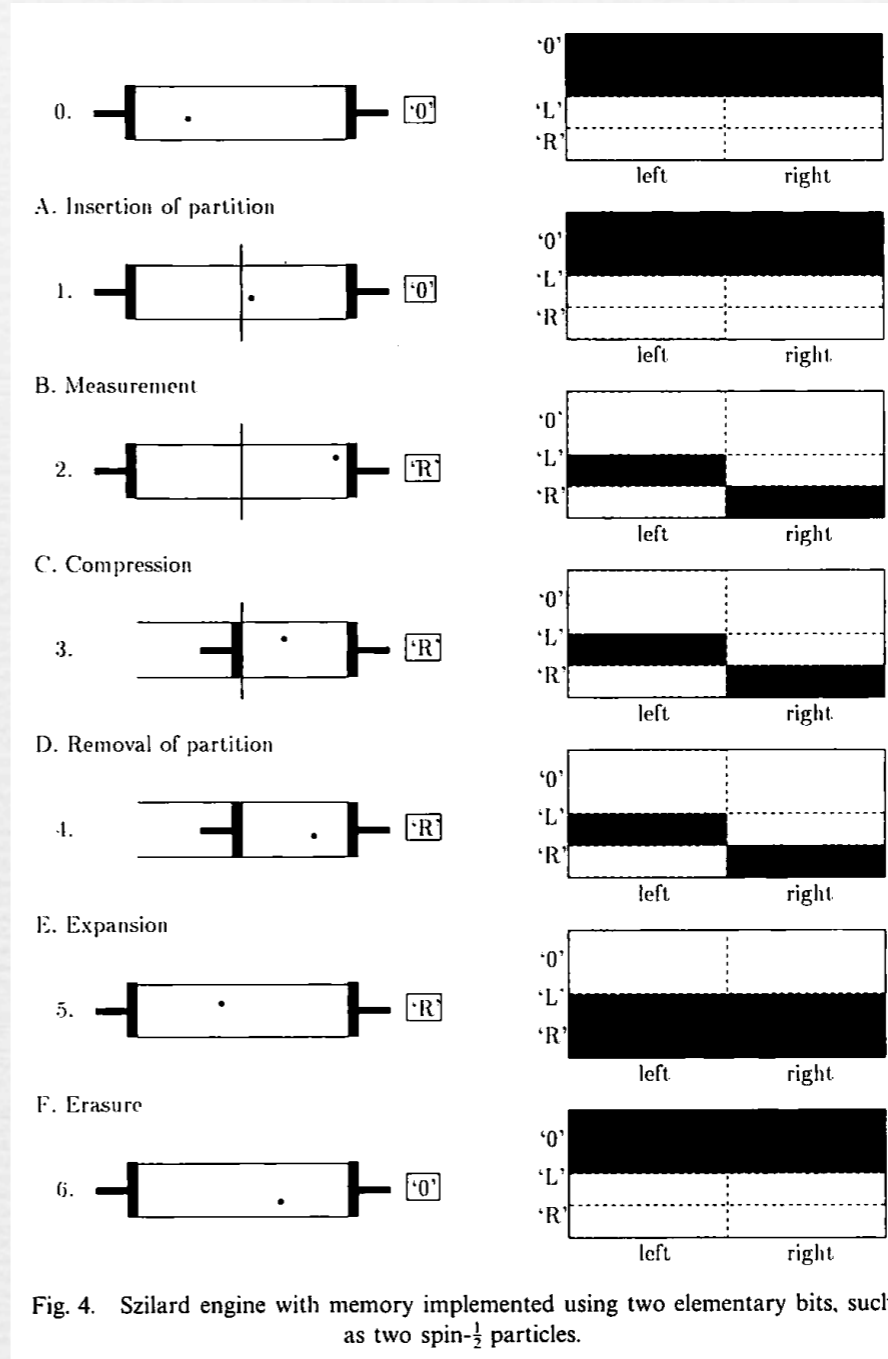 '0'
0. '0' 'L'
'R'
left right
A. Insertion of partition
'0'
1. '0' 'L'
'R'
left right
B. Measurement
'0'
2. 'R' 'L'
'R'
left right
C. Compression
'0'
3. 'R' 'L'
'R'
left right
D. Removal of partition
'0'
4. 'R' 'L'
'R'
left right
E. Expansion
'0'
5. 'R' 'L'
'R'
left right
F. Erasure
'0'
6. '0' 'L'
'R'
left right
Fig. 4. Szilard engine with memory implemented using two elementary bits, such
as two spin-½ particles.